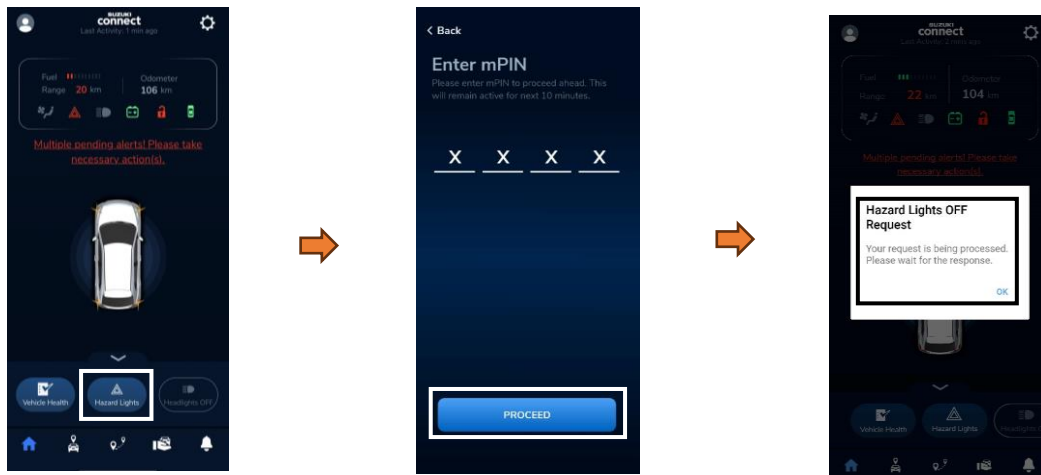 SUZUKI
connect
Last Activity: 1 min ago
Fuel
Odometer
Range 20 km
106 km
Multiple pending alerts! Please take
necessary action(s).
Vehicle Health
Hazard Lights
Headlights OFF
< Back
Enter mPIN
Please enter mPIN to proceed ahead. This
will remain active for next 10 minutes.
X X X X
PROCEED
SUZUKI
connect
Last Activity: 2 mins ago
Fuel
Odometer
Range 22 km
104 km
Multiple pending alerts! Please take
necessary action(s).
Hazard Lights OFF
Request
Your request is being processed.
Please wait for the response.
OK
Vehicle Health
Hazard Lights